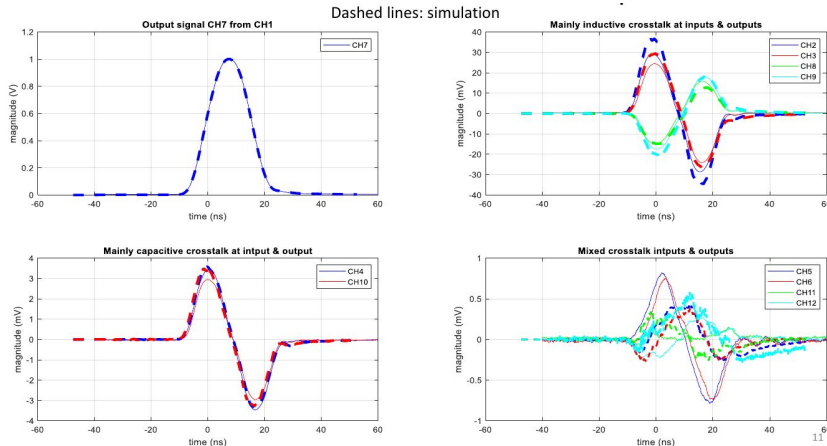 Dashed lines: simulation
Output signal CH7 from CH1
1.2
1
0.8
0.6
0.4
0.2
0
magnitude (V)
CH7
-60 -40 -20 0 20 40 60
time (ns)
Mainly inductive crosstalk at inputs & outputs
40
30
20
10
0
-10
-20
-30
-40
magnitude (mV)
CH2
CH3
CH8
CH9
-60 -40 -20 0 20 40 60
time (ns)
Mainly capacitive crosstalk at intput & output
4
3
2
1
0
-1
-2
-3
-4
magnitude (mV)
CH4
CH10
-60 -40 -20 0 20 40 60
time (ns)
Mixed crosstalk intputs & outputs
1
0.5
0
-0.5
-1
magnitude (mV)
CH5
CH6
CH11
CH12
-60 -40 -20 0 20 40 60
time (ns)
11